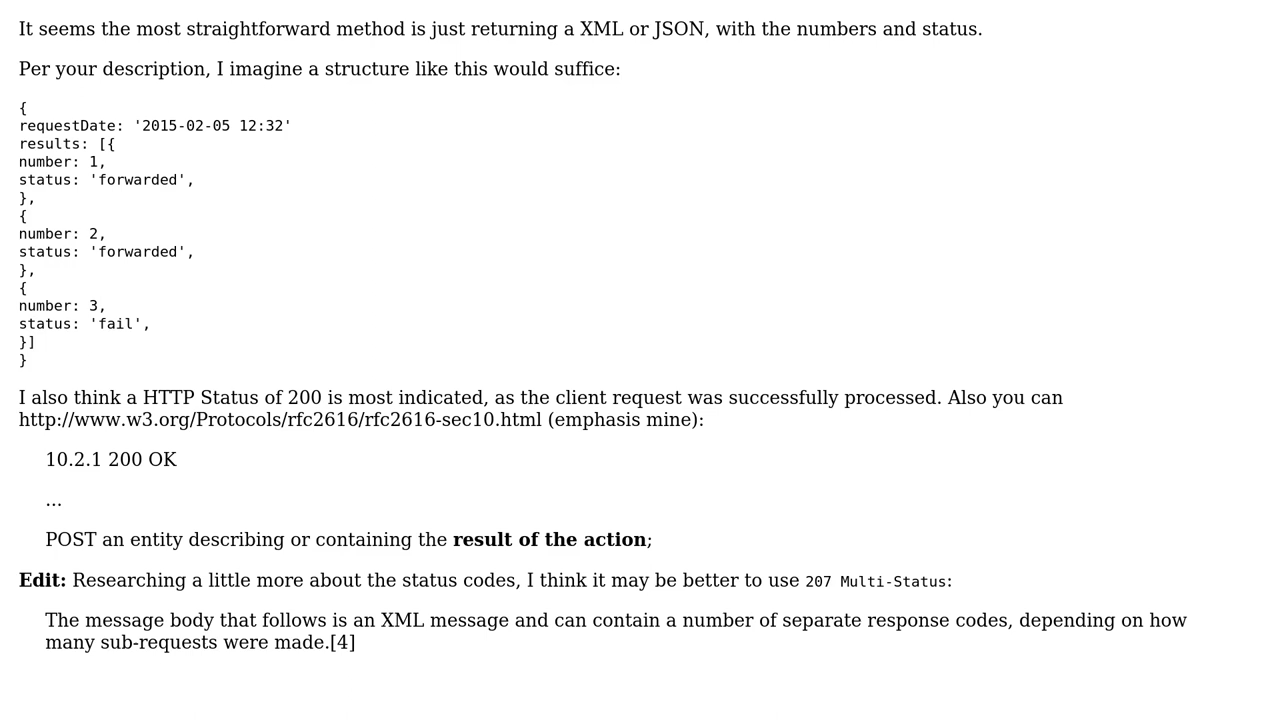 It seems the most straightforward method is just returning a XML or JSON, with the numbers and status.
Per your description, I imagine a structure like this would suffice:
{
requestDate: '2015-02-05 12:32'
results: [{
number: 1,
status: 'forwarded',
},
{
number: 2,
status: 'forwarded',
},
{
number: 3,
status: 'fail',
}]
}
I also think a HTTP Status of 200 is most indicated, as the client request was successfully processed. Also you can
http://www.w3.org/Protocols/rfc2616/rfc2616-sec10.html (emphasis mine):
10.2.1 200 OK
...
POST an entity describing or containing the result of the action;
Edit: Researching a little more about the status codes, I think it may be better to use 207 Multi-Status:
The message body that follows is an XML message and can contain a number of separate response codes, depending on how
many sub-requests were made.[4]